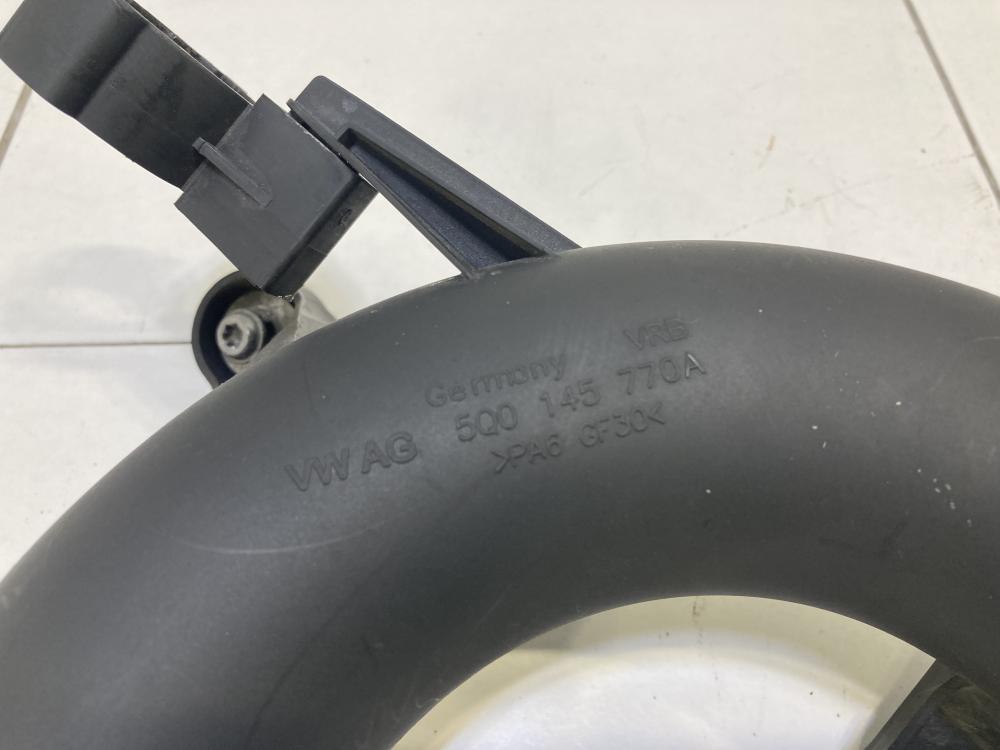 Germany VRB
VW AG 5Q0 145 770A
>PA6 GF30<